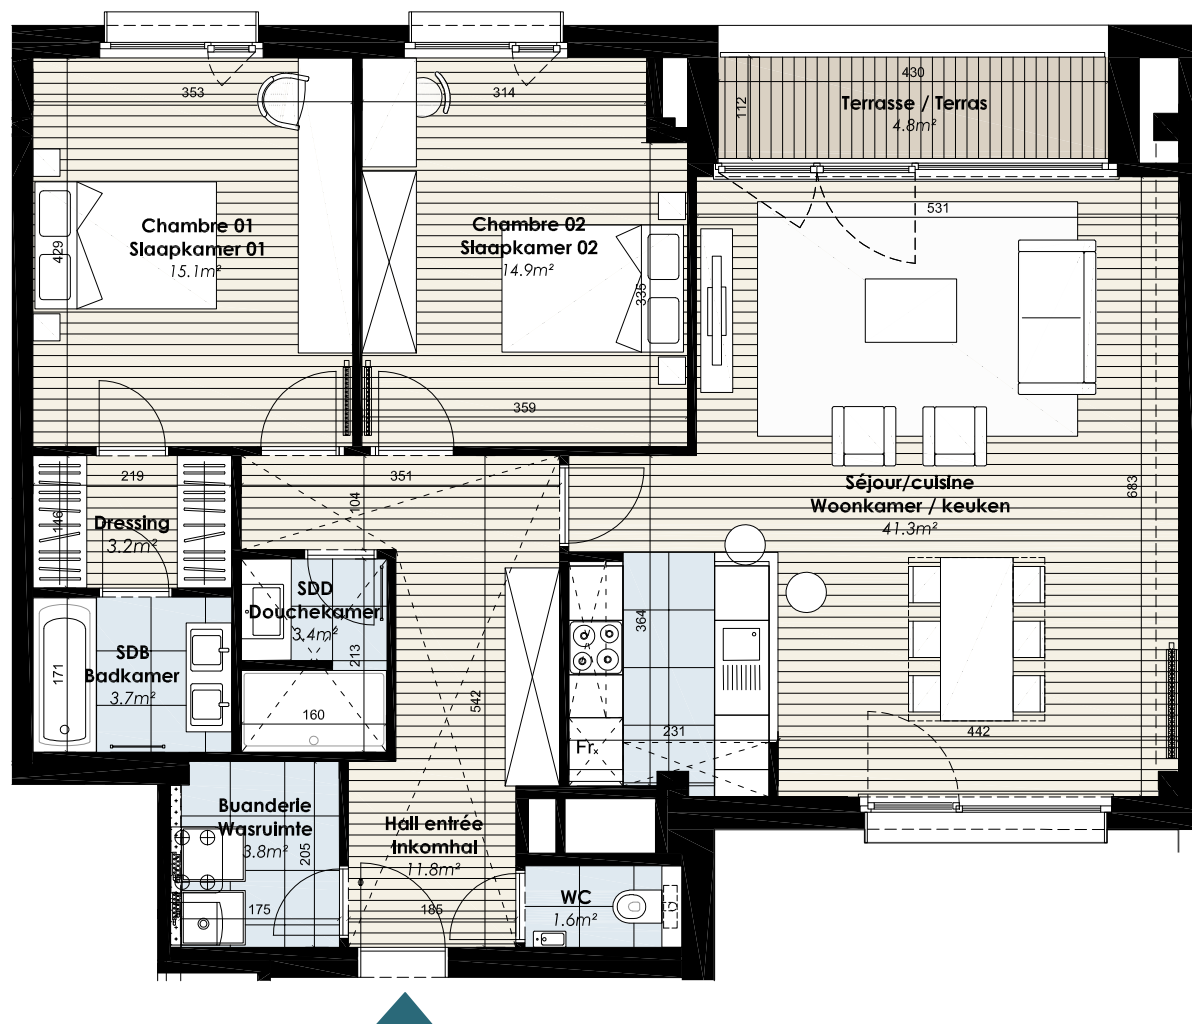 430
112
Terrasse / Terras
4.8m²
353
314
531
Chambre 01
Slaapkamer 01
15.1m²
429
Chambre 02
Slaapkamer 02
14.9m²
335
359
219
351
104
146
Dressing
3.2m²
Séjour/cuisine
Woonkamer / keuken
41.3m²
683
SDD
Douchekamer
3.4m²
213
160
SDB
Badkamer
3.7m²
171
542
364
231
Fr
442
Buanderie
Wasruimte
3.8m²
205
175
Hall entrée
Inkomhal
11.8m²
185
WC
1.6m²